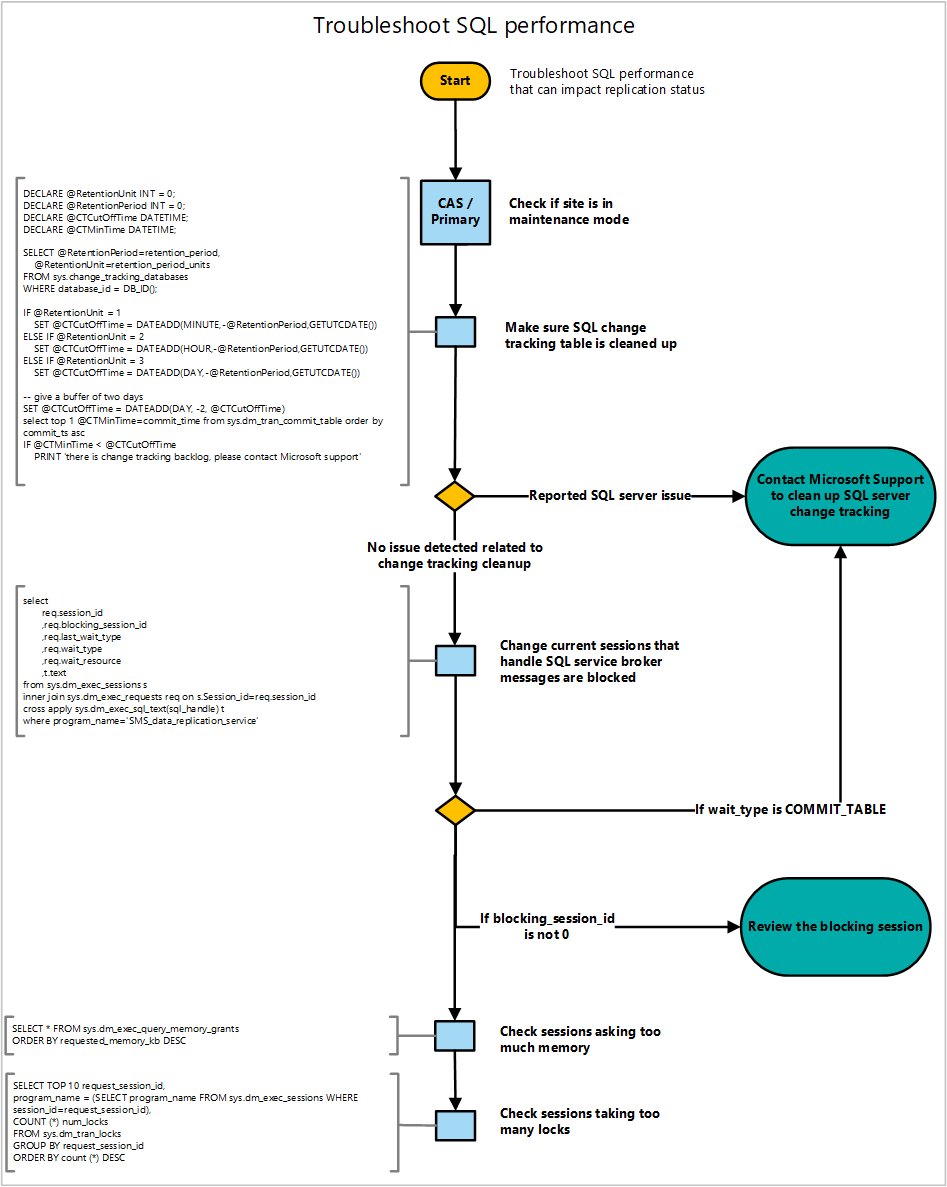 Troubleshoot SQL performance
Start
Troubleshoot SQL performance
that can impact replication status
CAS /
Primary
Check if site is in
maintenance mode
DECLARE @RetentionUnit INT = 0;
DECLARE @RetentionPeriod INT = 0;
DECLARE @CTCutOffTime DATETIME;
DECLARE @CTMinTime DATETIME;
SELECT @RetentionPeriod=retention_period,
@RetentionUnit=retention_period_units
FROM sys.change_tracking_databases
WHERE database_id = DB_ID();
IF @RetentionUnit = 1
SET @CTCutOffTime = DATEADD(MINUTE,-@RetentionPeriod,GETUTCDATE())
ELSE IF @RetentionUnit = 2
SET @CTCutOffTime = DATEADD(HOUR,-@RetentionPeriod,GETUTCDATE())
ELSE IF @RetentionUnit = 3
SET @CTCutOffTime = DATEADD(DAY,-@RetentionPeriod,GETUTCDATE())
-- give a buffer of two days
SET @CTCutOffTime = DATEADD(DAY, -2, @CTCutOffTime)
select top 1 @CTMinTime=commit_time from sys.dm_tran_commit_table order by
commit_ts asc
IF @CTMinTime < @CTCutOffTime
PRINT 'there is change tracking backlog, please contact Microsoft support'
Make sure SQL change
tracking table is cleaned up
Reported SQL server issue
Contact Microsoft Support
to clean up SQL server
change tracking
No issue detected related to
change tracking cleanup
select
req.session_id
,req.blocking_session_id
,req.last_wait_type
,req.wait_type
,req.wait_resource
,t.text
from sys.dm_exec_sessions s
inner join sys.dm_exec_requests req on s.Session_id=req.session_id
cross apply sys.dm_exec_sql_text(sql_handle) t
where program_name='SMS_data_replication_service'
Change current sessions that
handle SQL service broker
messages are blocked
If wait_type is COMMIT_TABLE
If blocking_session_id
is not 0
Review the blocking session
SELECT * FROM sys.dm_exec_query_memory_grants
ORDER BY requested_memory_kb DESC
Check sessions asking too
much memory
SELECT TOP 10 request_session_id,
program_name = (SELECT program_name FROM sys.dm_exec_sessions WHERE
session_id=request_session_id),
COUNT (*) num_locks
FROM sys.dm_tran_locks
GROUP BY request_session_id
ORDER BY count (*) DESC
Check sessions taking too
many locks